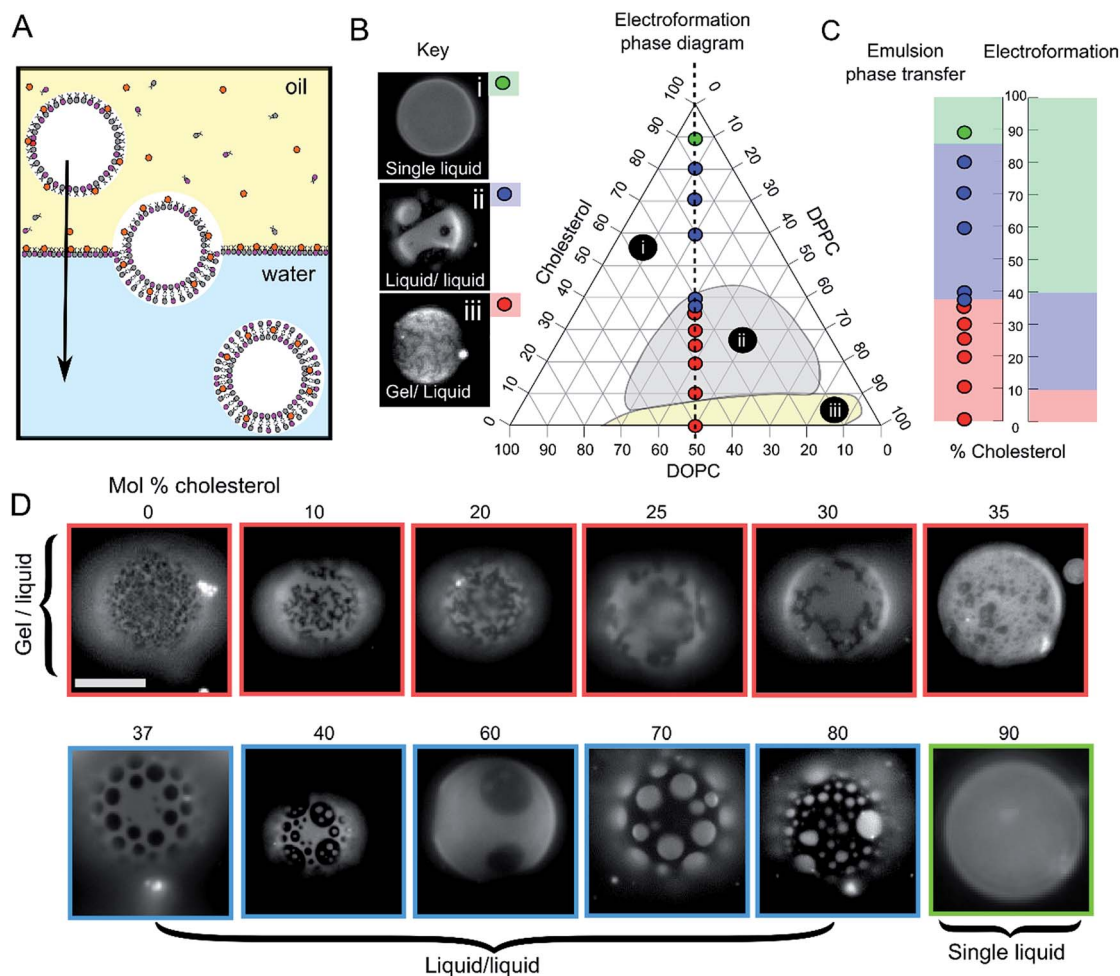 A
oil
water
B
Key
i
Single liquid
ii
Liquid/ liquid
iii
Gel/ Liquid
Electroformation
phase diagram
100
90
80
70
60
50
40
30
20
10
0
Cholesterol
0
10
20
30
40
50
60
70
80
90
100
DPPC
i
ii
iii
100
90
80
70
60
50
40
30
20
10
0
DOPC
C
Emulsion
phase transfer
Electroformation
100
90
80
70
60
50
40
30
20
10
0
% Cholesterol
D
Mol % cholesterol
0 10 20 25 30 35
Gel / liquid
37 40 60 70 80 90
Liquid/liquid
Single liquid